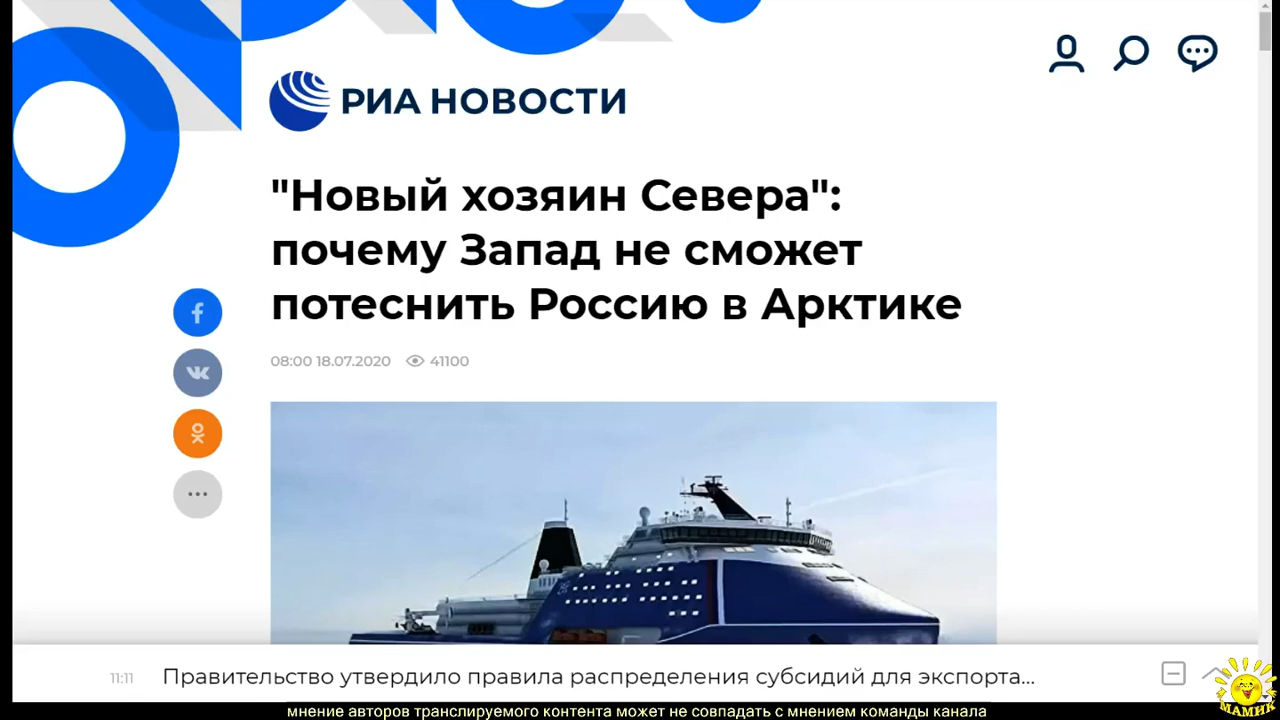 РИА НОВОСТИ
"Новый хозяин Севера":
почему Запад не сможет
потеснить Россию в Арктике
08:00 18.07.2020 41100
11:11 Правительство утвердило правила распределения субсидий для экспорта...
МАМИК
мнение авторов транслируемого контента может не совпадать с мнением команды канала